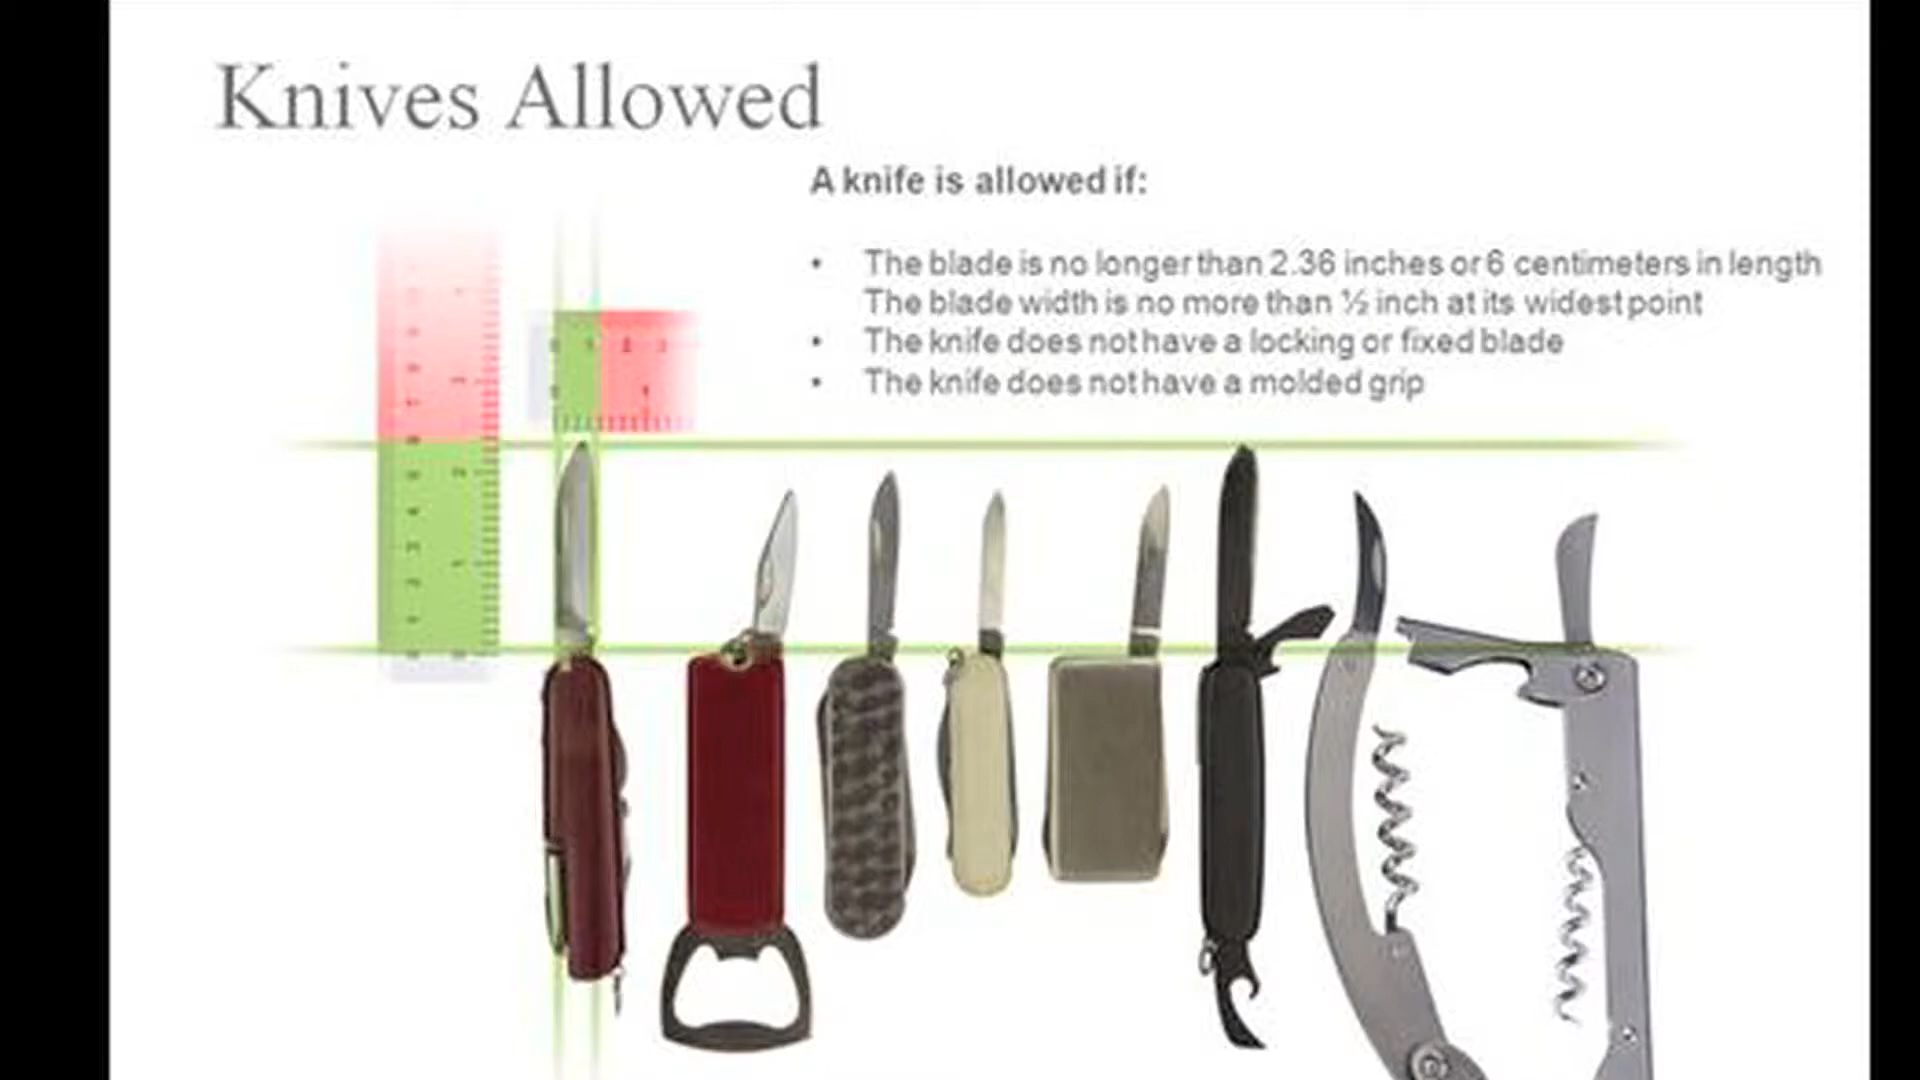 Knives Allowed
A knife is allowed if:
• The blade is no longer than 2.36 inches or 6 centimeters in length
The blade width is no more than ½ inch at its widest point
• The knife does not have a locking or fixed blade
• The knife does not have a molded grip